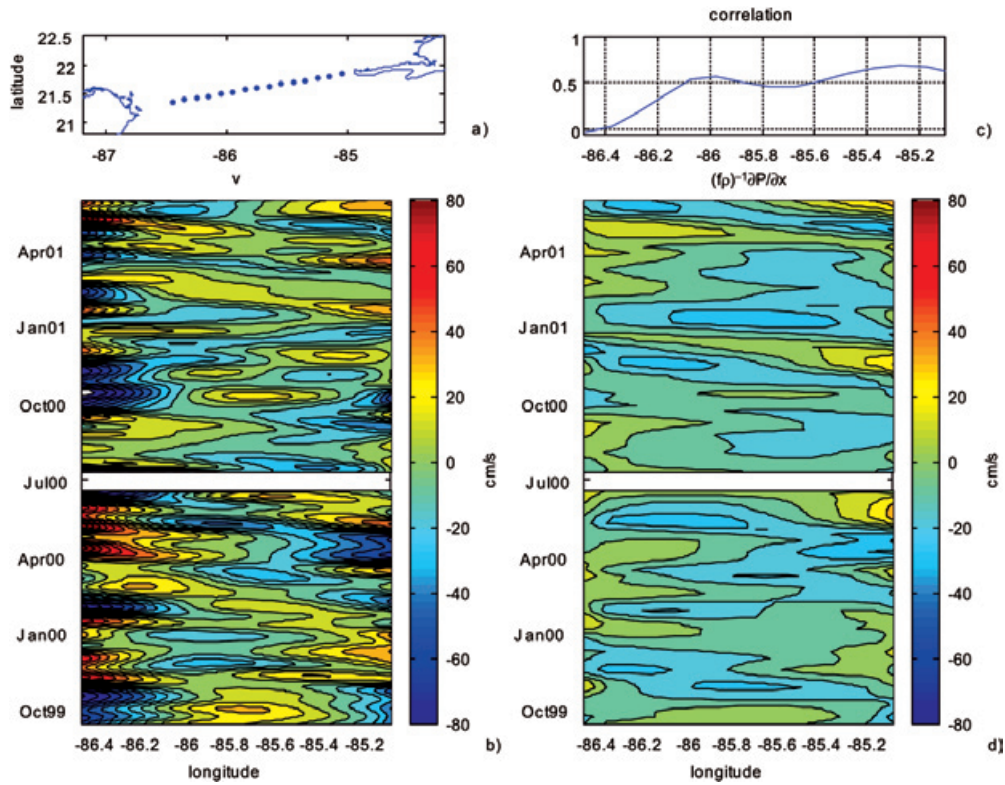 22.5
22
21.5
21
latitude
-87 -86 -85
a)
v
correlation
1
0.5
0
-86.4 -86.2 -86 -85.8 -85.6 -85.4 -85.2
c)
(fρ)⁻¹∂P/∂x
Apr01
Jan01
Oct00
Jul00
Apr00
Jan00
Oct99
-86.4 -86.2 -86 -85.8 -85.6 -85.4 -85.2
longitude
b)
80
60
40
20
0
-20
-40
-60
-80
cm/s
Apr01
Jan01
Oct00
Jul00
Apr00
Jan00
Oct99
-86.4 -86.2 -86 -85.8 -85.6 -85.4 -85.2
longitude
d)
80
60
40
20
0
-20
-40
-60
-80
cm/s